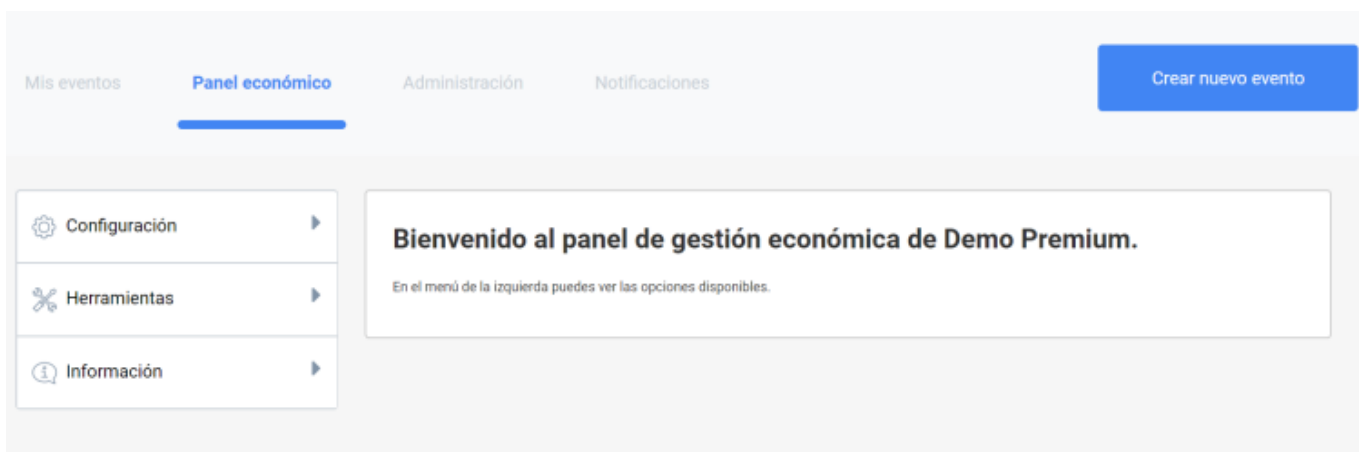 Mis eventos
Panel económico
Administración
Notificaciones
Crear nuevo evento
Configuración
Herramientas
Información
Bienvenido al panel de gestión económica de Demo Premium.
En el menú de la izquierda puedes ver las opciones disponibles.